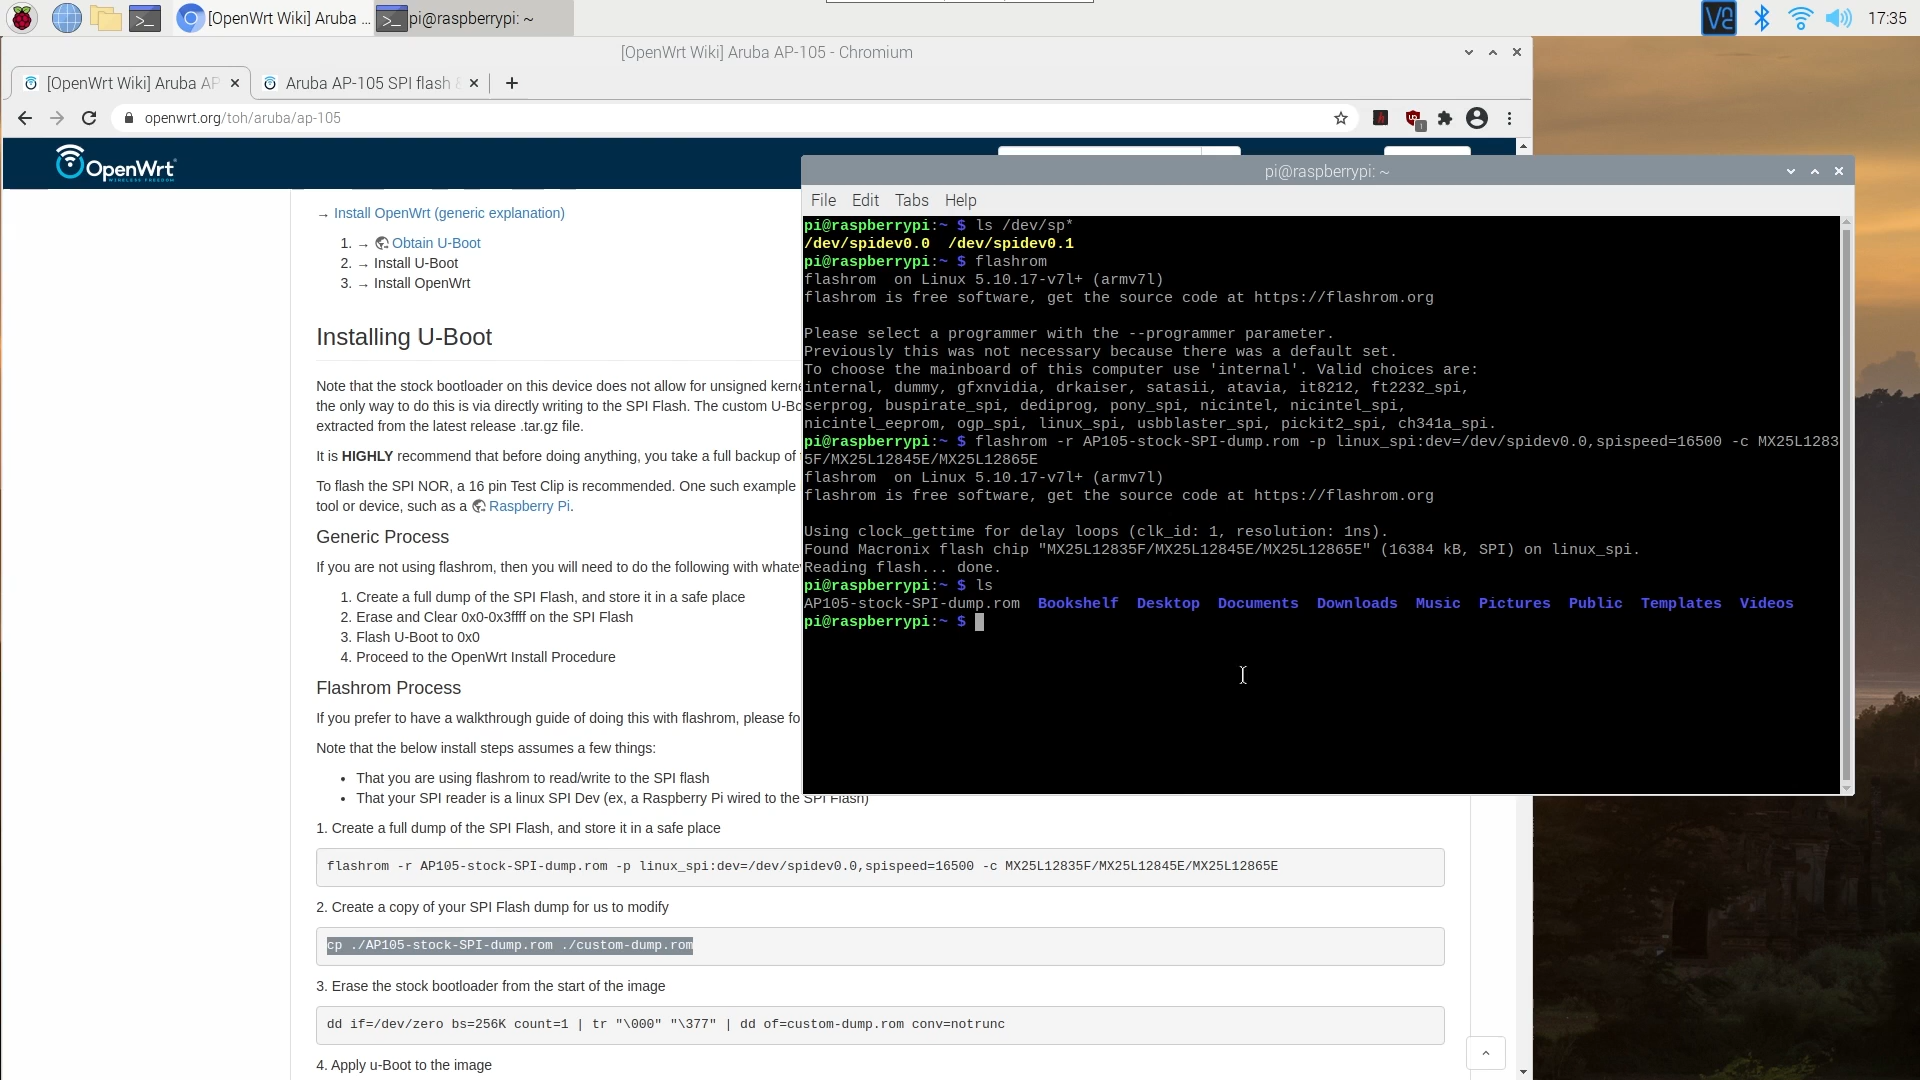 [OpenWrt Wiki] Aruba ...
pi@raspberrypi: ~
17:35
[OpenWrt Wiki] Aruba AP-105 - Chromium
[OpenWrt Wiki] Aruba AP
Aruba AP-105 SPI flash
openwrt.org/toh/aruba/ap-105
1
OpenWrt
WIRELESS FREEDOM
→ Install OpenWrt (generic explanation)
1. → Obtain U-Boot
2. → Install U-Boot
3. → Install OpenWrt
Installing U-Boot
Note that the stock bootloader on this device does not allow for unsigned kerne
the only way to do this is via directly writing to the SPI Flash. The custom U-Bo
extracted from the latest release .tar.gz file.
It is HIGHLY recommend that before doing anything, you take a full backup of
To flash the SPI NOR, a 16 pin Test Clip is recommended. One such example
tool or device, such as a Raspberry Pi.
Generic Process
If you are not using flashrom, then you will need to do the following with whate
1. Create a full dump of the SPI Flash, and store it in a safe place
2. Erase and Clear 0x0-0x3ffff on the SPI Flash
3. Flash U-Boot to 0x0
4. Proceed to the OpenWrt Install Procedure
Flashrom Process
If you prefer to have a walkthrough guide of doing this with flashrom, please fo
Note that the below install steps assumes a few things:
• That you are using flashrom to read/write to the SPI flash
• That your SPI reader is a linux SPI Dev (ex, a Raspberry Pi wired to the SPI Flash)
1. Create a full dump of the SPI Flash, and store it in a safe place
flashrom -r AP105-stock-SPI-dump.rom -p linux_spi:dev=/dev/spidev0.0,spispeed=16500 -c MX25L12835F/MX25L12845E/MX25L12865E
2. Create a copy of your SPI Flash dump for us to modify
cp ./AP105-stock-SPI-dump.rom ./custom-dump.rom
3. Erase the stock bootloader from the start of the image
dd if=/dev/zero bs=256K count=1 | tr "\000" "\377" | dd of=custom-dump.rom conv=notrunc
4. Apply u-Boot to the image
pi@raspberrypi: ~
File Edit Tabs Help
pi@raspberrypi:~ $ ls /dev/sp*
/dev/spidev0.0  /dev/spidev0.1
pi@raspberrypi:~ $ flashrom
flashrom  on Linux 5.10.17-v7l+ (armv7l)
flashrom is free software, get the source code at https://flashrom.org
Please select a programmer with the --programmer parameter.
Previously this was not necessary because there was a default set.
To choose the mainboard of this computer use 'internal'. Valid choices are:
internal, dummy, gfxnvidia, drkaiser, satasii, atavia, it8212, ft2232_spi,
serprog, buspirate_spi, dediprog, pony_spi, nicintel, nicintel_spi,
nicintel_eeprom, ogp_spi, linux_spi, usbblaster_spi, pickit2_spi, ch341a_spi.
pi@raspberrypi:~ $ flashrom -r AP105-stock-SPI-dump.rom -p linux_spi:dev=/dev/spidev0.0,spispeed=16500 -c MX25L1283
5F/MX25L12845E/MX25L12865E
flashrom  on Linux 5.10.17-v7l+ (armv7l)
flashrom is free software, get the source code at https://flashrom.org
Using clock_gettime for delay loops (clk_id: 1, resolution: 1ns).
Found Macronix flash chip "MX25L12835F/MX25L12845E/MX25L12865E" (16384 kB, SPI) on linux_spi.
Reading flash... done.
pi@raspberrypi:~ $ ls
AP105-stock-SPI-dump.rom  Bookshelf  Desktop  Documents  Downloads  Music  Pictures  Public  Templates  Videos
pi@raspberrypi:~ $